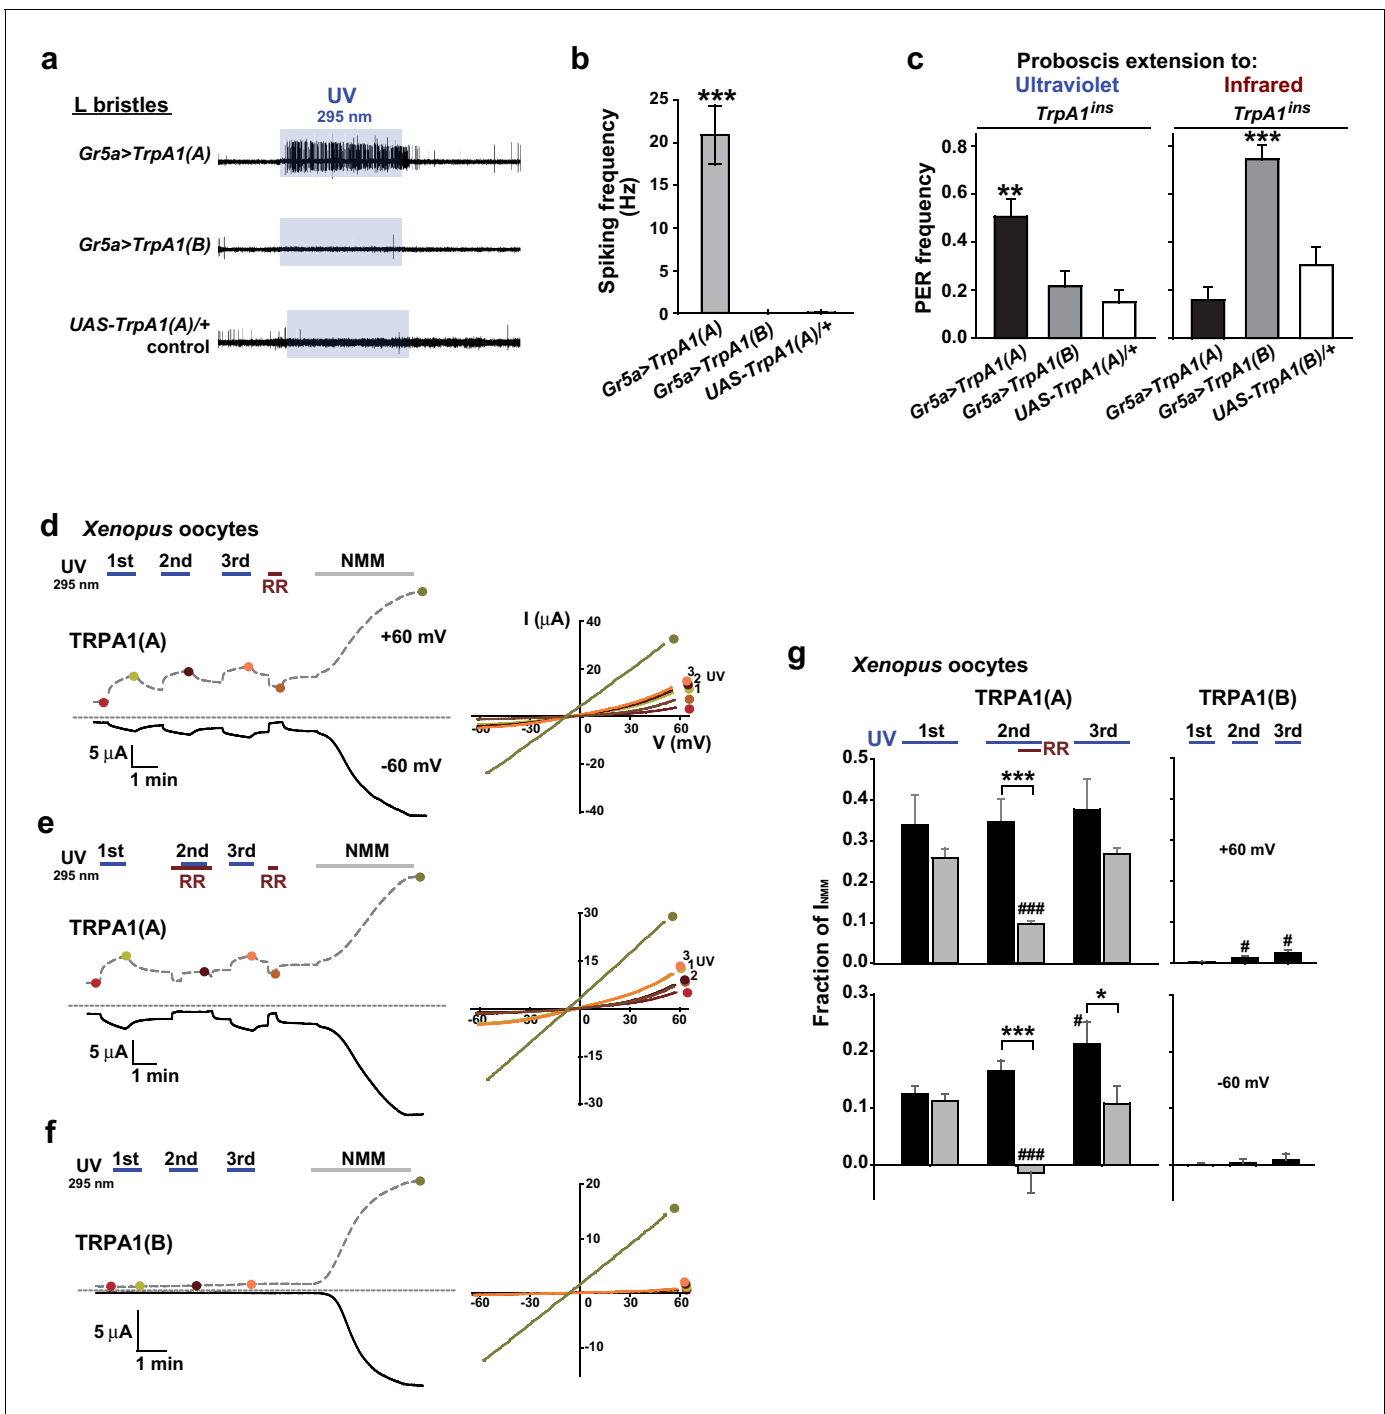 a
L bristles
UV
295 nm
Gr5a>TrpA1(A)
Gr5a>TrpA1(B)
UAS-TrpA1(A)/+
control
b
Spiking frequency
(Hz)
25
20
15
10
5
0
***
Gr5a>TrpA1(A)
Gr5a>TrpA1(B)
UAS-TrpA1(A)/+
c
Proboscis extension to:
Ultraviolet
Infrared
TrpA1ins
TrpA1ins
PER frequency
0.8
0.6
0.4
0.2
0.0
**
***
Gr5a>TrpA1(A)
Gr5a>TrpA1(B)
UAS-TrpA1(A)/+
Gr5a>TrpA1(A)
Gr5a>TrpA1(B)
UAS-TrpA1(B)/+
d
Xenopus oocytes
UV
295 nm
1st
2nd
3rd
RR
NMM
TRPA1(A)
+60 mV
-60 mV
5 µA
1 min
I (µA)
40
20
-20
-40
-60
-30
0
30
60
V (mV)
3
2
1
UV
e
UV
295 nm
1st
2nd
3rd
RR
RR
NMM
TRPA1(A)
5 µA
1 min
30
15
-15
-30
-60
-30
0
30
60
3
1
2
UV
f
UV
295 nm
1st
2nd
3rd
NMM
TRPA1(B)
5 µA
1 min
20
10
-10
-60
-30
0
30
60
g
Xenopus oocytes
TRPA1(A)
TRPA1(B)
UV
1st
2nd
3rd
RR
1st
2nd
3rd
Fraction of INMM
0.5
0.4
0.3
0.2
0.1
0.0
***
###
+60 mV
#
#
0.3
0.2
0.1
0.0
***
###
#
*
-60 mV